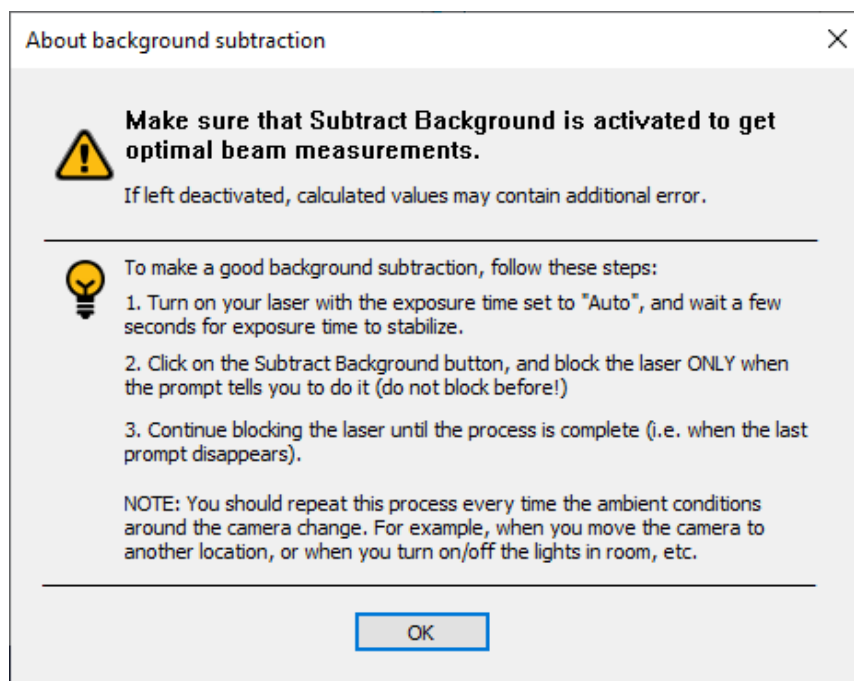 About background subtraction
Make sure that Subtract Background is activated to get
optimal beam measurements.
If left deactivated, calculated values may contain additional error.
To make a good background subtraction, follow these steps:
1. Turn on your laser with the exposure time set to "Auto", and wait a few
seconds for exposure time to stabilize.
2. Click on the Subtract Background button, and block the laser ONLY when
the prompt tells you to do it (do not block before!)
3. Continue blocking the laser until the process is complete (i.e. when the last
prompt disappears).
NOTE: You should repeat this process every time the ambient conditions
around the camera change. For example, when you move the camera to
another location, or when you turn on/off the lights in room, etc.
OK